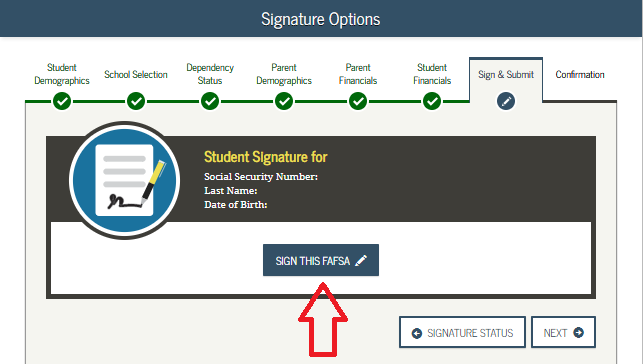 Signature Options
Student Demographics
School Selection
Dependency Status
Parent Demographics
Parent Financials
Student Financials
Sign & Submit
Confirmation
Student Signature for
Social Security Number:
Last Name:
Date of Birth:
SIGN THIS FAFSA
SIGNATURE STATUS
NEXT